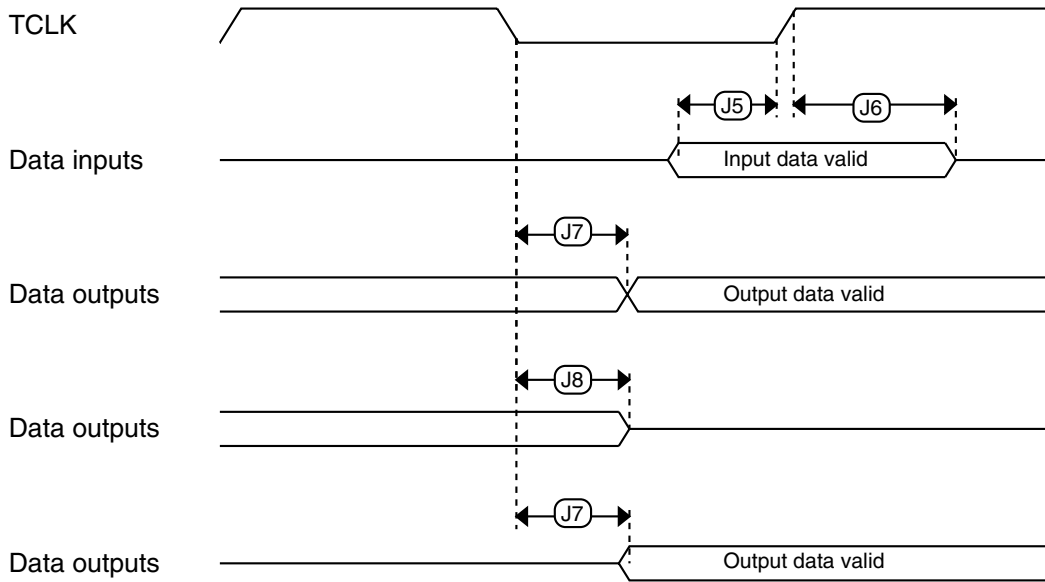 TCLK
J5
J6
Data inputs
Input data valid
J7
Data outputs
Output data valid
J8
Data outputs
J7
Data outputs
Output data valid